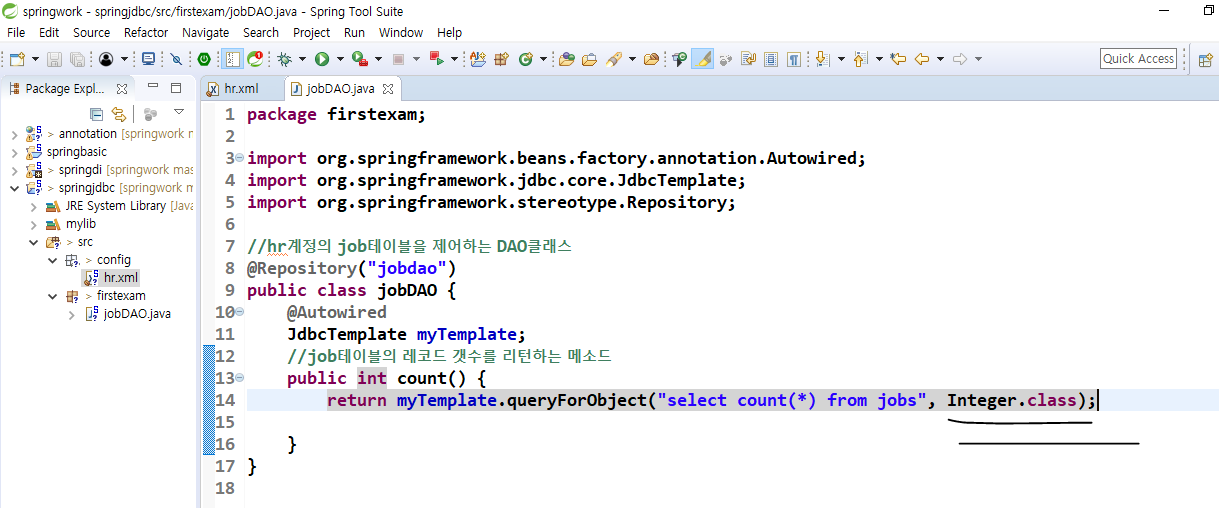 springwork - springjdbc/src/firstexam/jobDAO.java - Spring Tool Suite
File Edit Source Refactor Navigate Search Project Run Window Help
Quick Access
Package Expl...
hr.xml
jobDAO.java
> annotation [springwork m
springbasic
> springdi [springwork mas
> springjdbc [springwork m
JRE System Library [Java
mylib
> src
> config
hr.xml
> firstexam
> jobDAO.java
1 package firstexam;
2
3 import org.springframework.beans.factory.annotation.Autowired;
4 import org.springframework.jdbc.core.JdbcTemplate;
5 import org.springframework.stereotype.Repository;
6
7 //hr계정의 job테이블을 제어하는 DAO클래스
8 @Repository("jobdao")
9 public class jobDAO {
10 @Autowired
11 JdbcTemplate myTemplate;
12 //job테이블의 레코드 갯수를 리턴하는 메소드
13 public int count() {
14 return myTemplate.queryForObject("select count(*) from jobs", Integer.class);
15
16 }
17 }
18